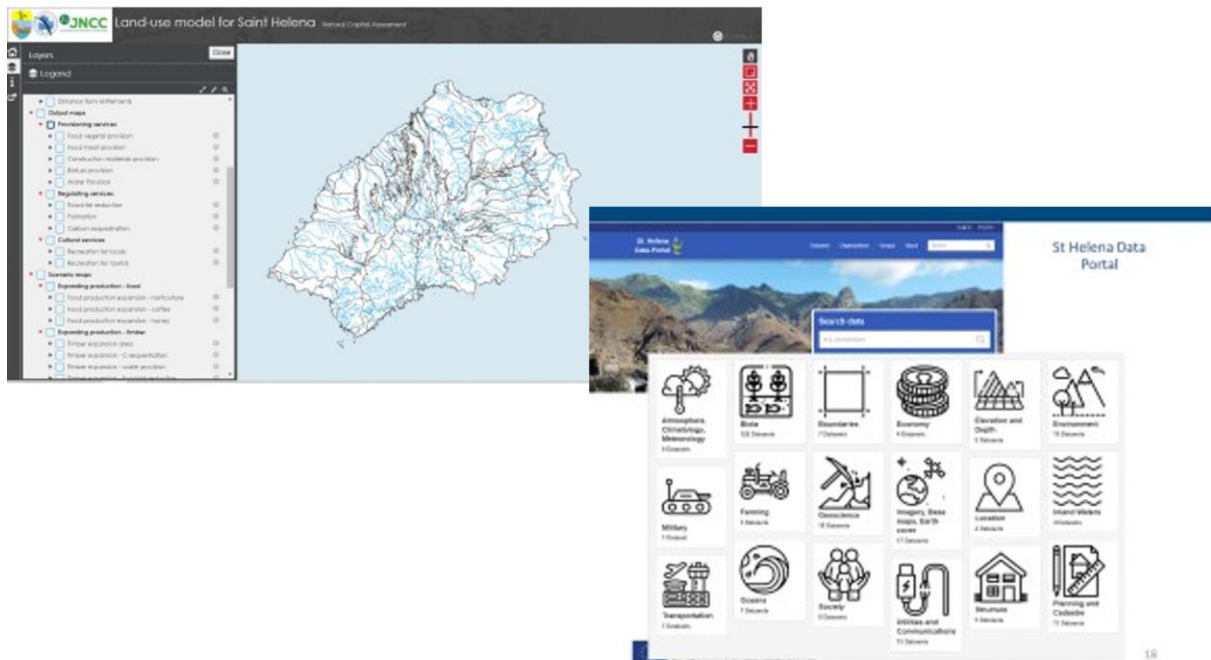 JNCC
Land-use model for Saint Helena
Natural Capital Assessment
Layers
Close
Legend
Distance from settlements
Output maps
Provisioning services
Food vegetal provision
Food meat provision
Construction materials provision
Biofuel provision
Water Provision
Regulating services
Flood risk reduction
Pollination
Carbon sequestration
Cultural services
Recreation for locals
Recreation for tourists
Scenario maps
Expanding production - food
Food production expansion - horticulture
Food production expansion - coffee
Food production expansion - honey
Expanding production - timber
Timber expansion area
Timber expansion - C sequestration
Timber expansion - water provision
St. Helena
Data Portal
Datasets Organizations Groups About
Search data
St Helena Data
Portal
Atmosphere,
Climatology,
Meteorology
Biota
Boundaries
7 Datasets
Economy
Elevation and
Depth
Environment
Military
1 Dataset
Farming
Geoscience
Imagery, Base
maps, Earth
cover
Location
Inland Waters
Transportation
Oceans
Society
Utilities and
Communications
Structure
Planning and
Cadastre
18